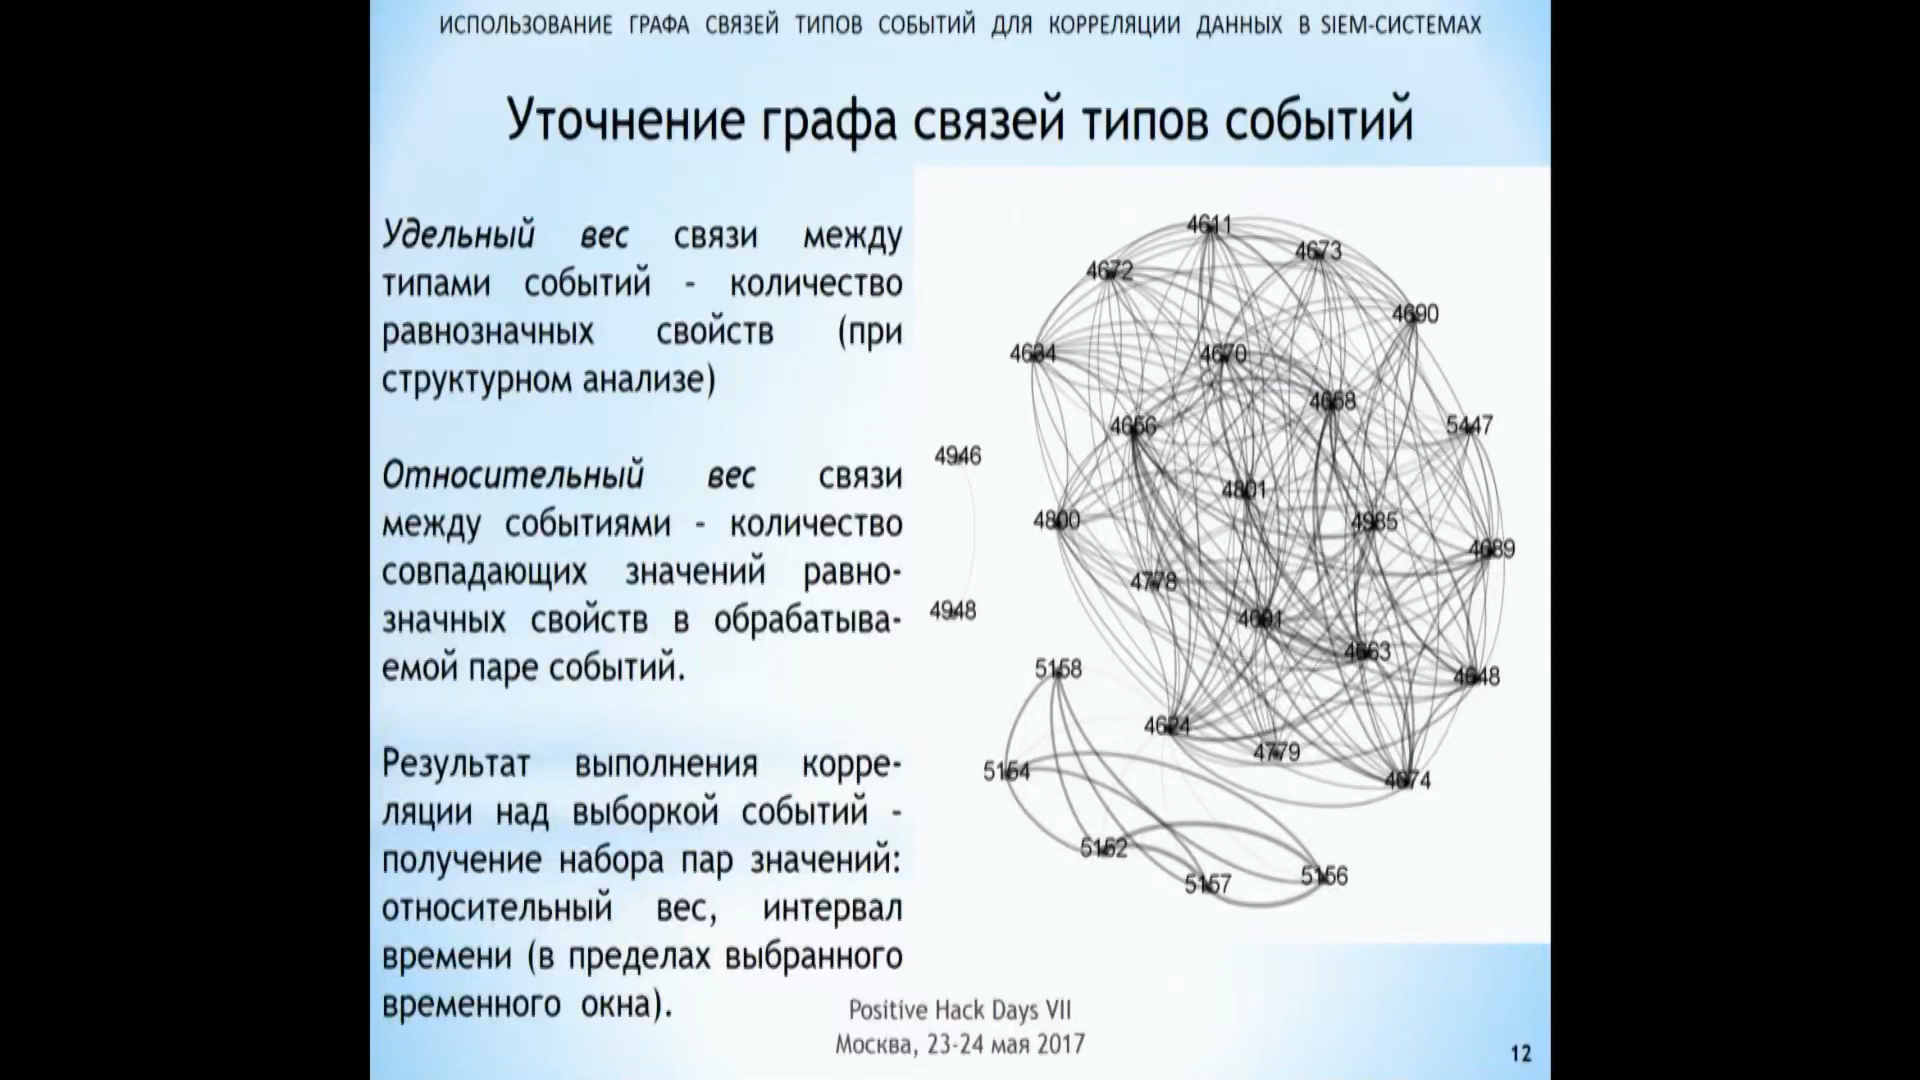 ИСПОЛЬЗОВАНИЕ ГРАФА СВЯЗЕЙ ТИПОВ СОБЫТИЙ ДЛЯ КОРРЕЛЯЦИИ ДАННЫХ В SIEM-СИСТЕМАХ
Уточнение графа связей типов событий
Удельный вес связи между
типами событий - количество
равнозначных свойств (при
структурном анализе)
Относительный вес связи
между событиями - количество
совпадающих значений равно-
значных свойств в обрабатыва-
емой паре событий.
Результат выполнения корре-
ляции над выборкой событий -
получение набора пар значений:
относительный вес, интервал
времени (в пределах выбранного
временного окна).
4611
4673
4672
4690
4634
4670
4658
4656
5447
4946
4801
4800
4985
4689
4778
4948
4691
4663
5158
4648
4624
4779
5154
4674
5152
5157
5156
Positive Hack Days VII
Москва, 23-24 мая 2017
12